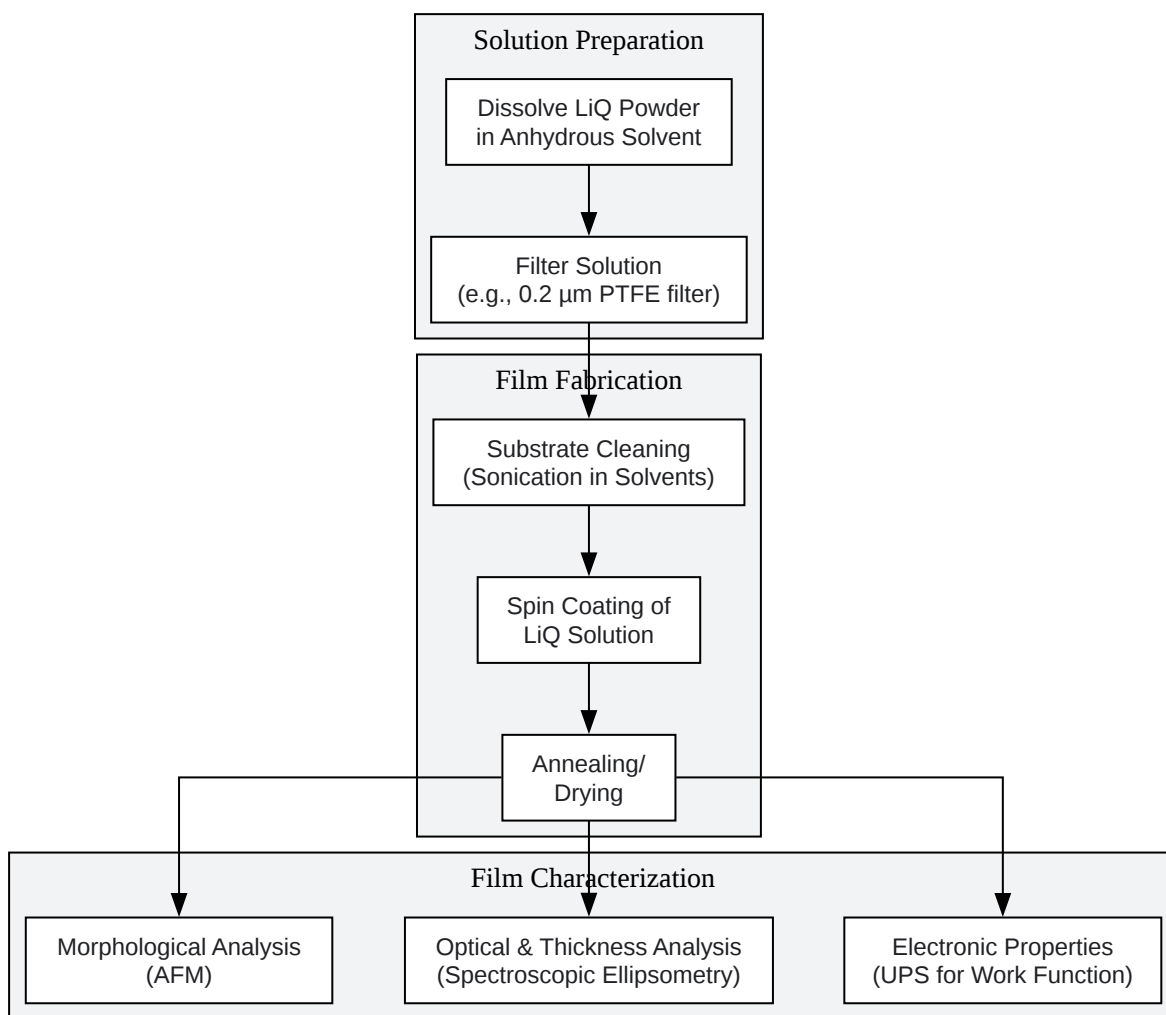 Solution Preparation
Dissolve LiQ Powder
in Anhydrous Solvent
Filter Solution
(e.g., 0.2 µm PTFE filter)
Film Fabrication
Substrate Cleaning
(Sonication in Solvents)
Spin Coating of
LiQ Solution
Annealing/
Drying
Film Characterization
Morphological Analysis
(AFM)
Optical & Thickness Analysis
(Spectroscopic Ellipsometry)
Electronic Properties
(UPS for Work Function)